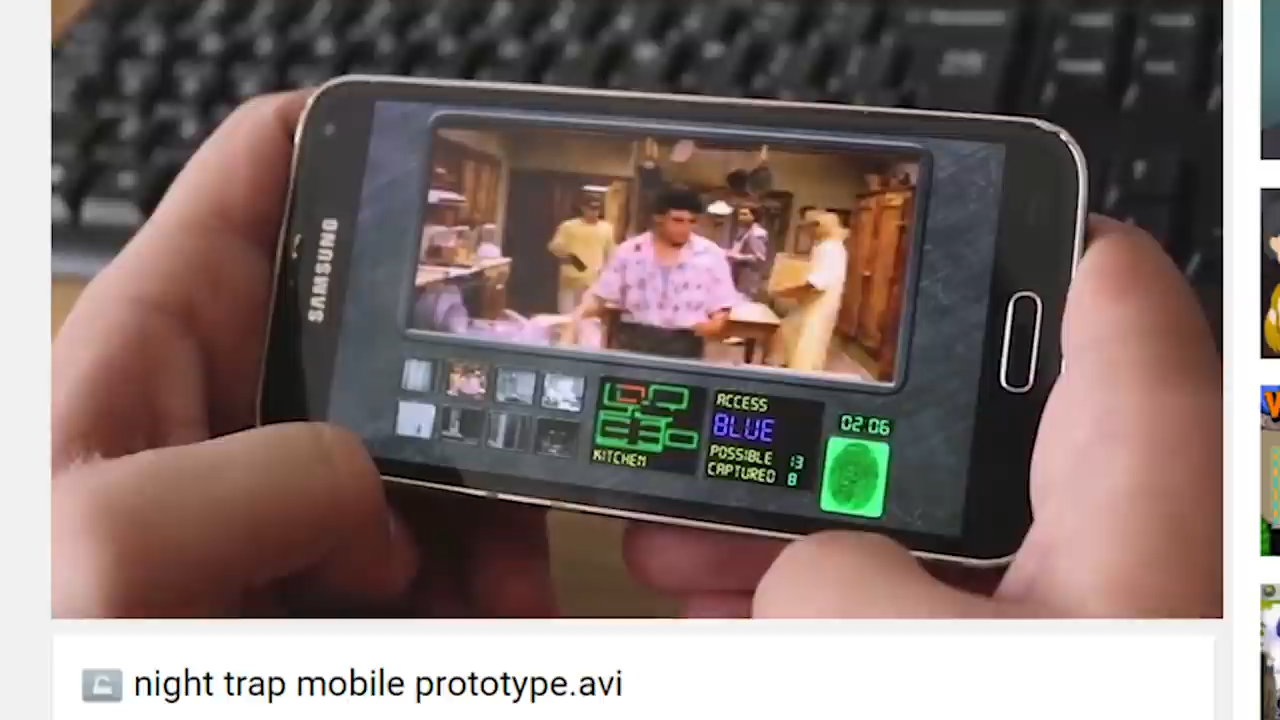 SAMSUNG
ACCESS
BLUE
POSSIBLE 13
CAPTURED 8
02:06
KITCHEN
night trap mobile prototype.avi